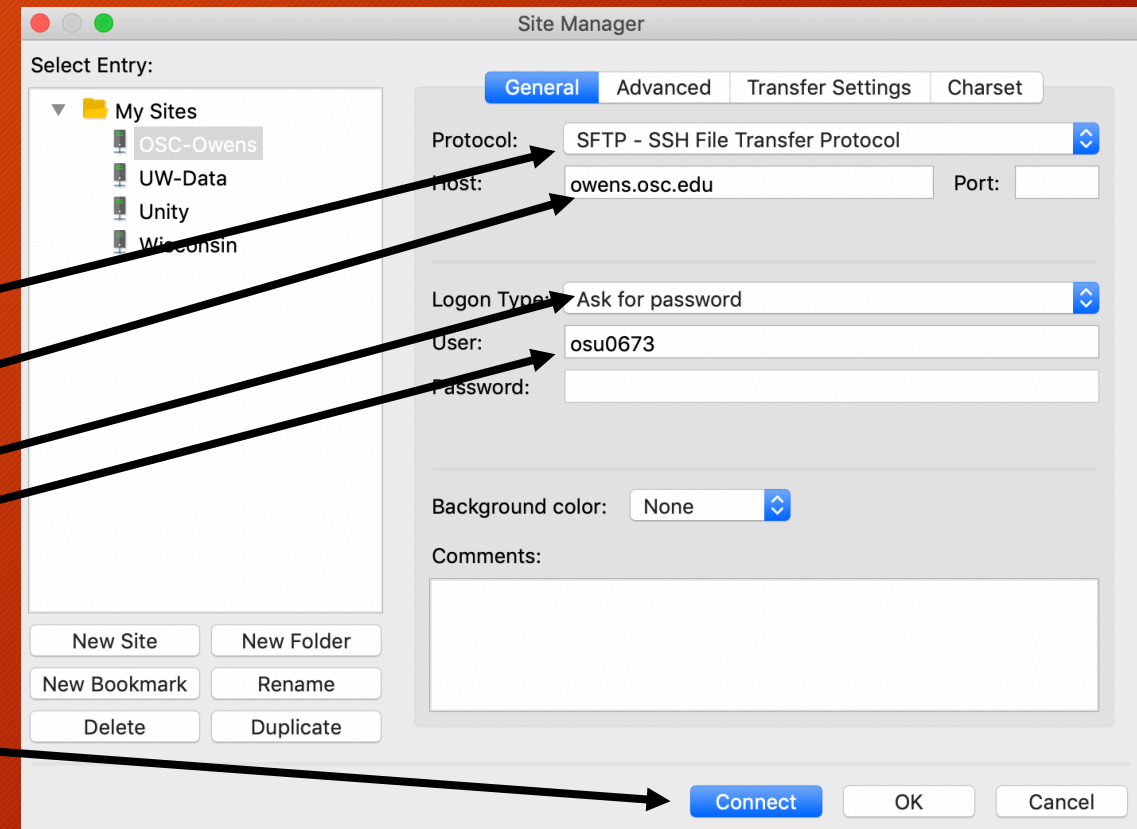 Site Manager
Select Entry:
My Sites
OSC-Owens
UW-Data
Unity
Wisconsin
New Site
New Folder
New Bookmark
Rename
Delete
Duplicate
General Advanced Transfer Settings Charset
Protocol: SFTP - SSH File Transfer Protocol
Host: owens.osc.edu Port:
Logon Type: Ask for password
User: osu0673
Password:
Background color: None
Comments:
Connect OK Cancel